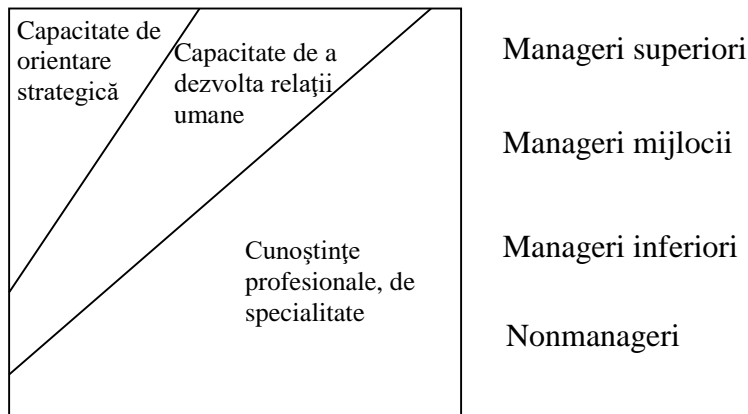 Capacitate de
orientare
strategică
Capacitate de a
dezvolta relaţii
umane
Cunoştinţe
profesionale, de
specialitate
Manageri superiori
Manageri mijlocii
Manageri inferiori
Nonmanageri